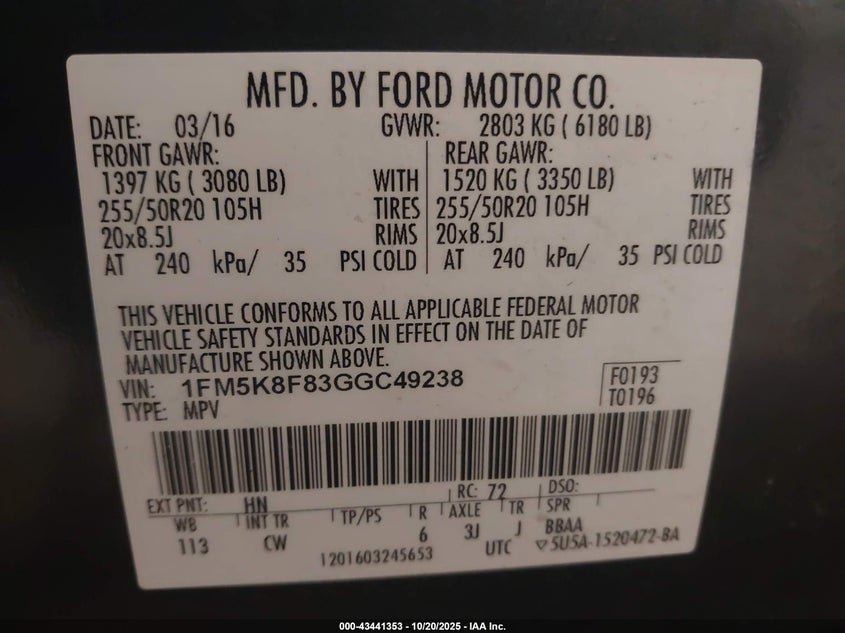 MFD. BY FORD MOTOR CO.
DATE: 03/16 GVWR: 2803 KG ( 6180 LB)
FRONT GAWR: REAR GAWR:
1397 KG ( 3080 LB) WITH 1520 KG ( 3350 LB) WITH
255/50R20 105H TIRES 255/50R20 105H TIRES
20x8.5J RIMS 20x8.5J RIMS
AT 240 kPa/ 35 PSI COLD AT 240 kPa/ 35 PSI COLD
THIS VEHICLE CONFORMS TO ALL APPLICABLE FEDERAL MOTOR
VEHICLE SAFETY STANDARDS IN EFFECT ON THE DATE OF
MANUFACTURE SHOWN ABOVE.
VIN: 1FM5K8F83GGC49238 F0193
TYPE: MPV T0196
EXT PNT: HN RC: 72 DSO:
WB INT TR TP/PS R AXLE TR SPR
113 CW 6 3J J BBAA
1201603245653 UTC ▽5U5A-1520472-BA
000-43441353 - 10/20/2025 - IAA Inc.